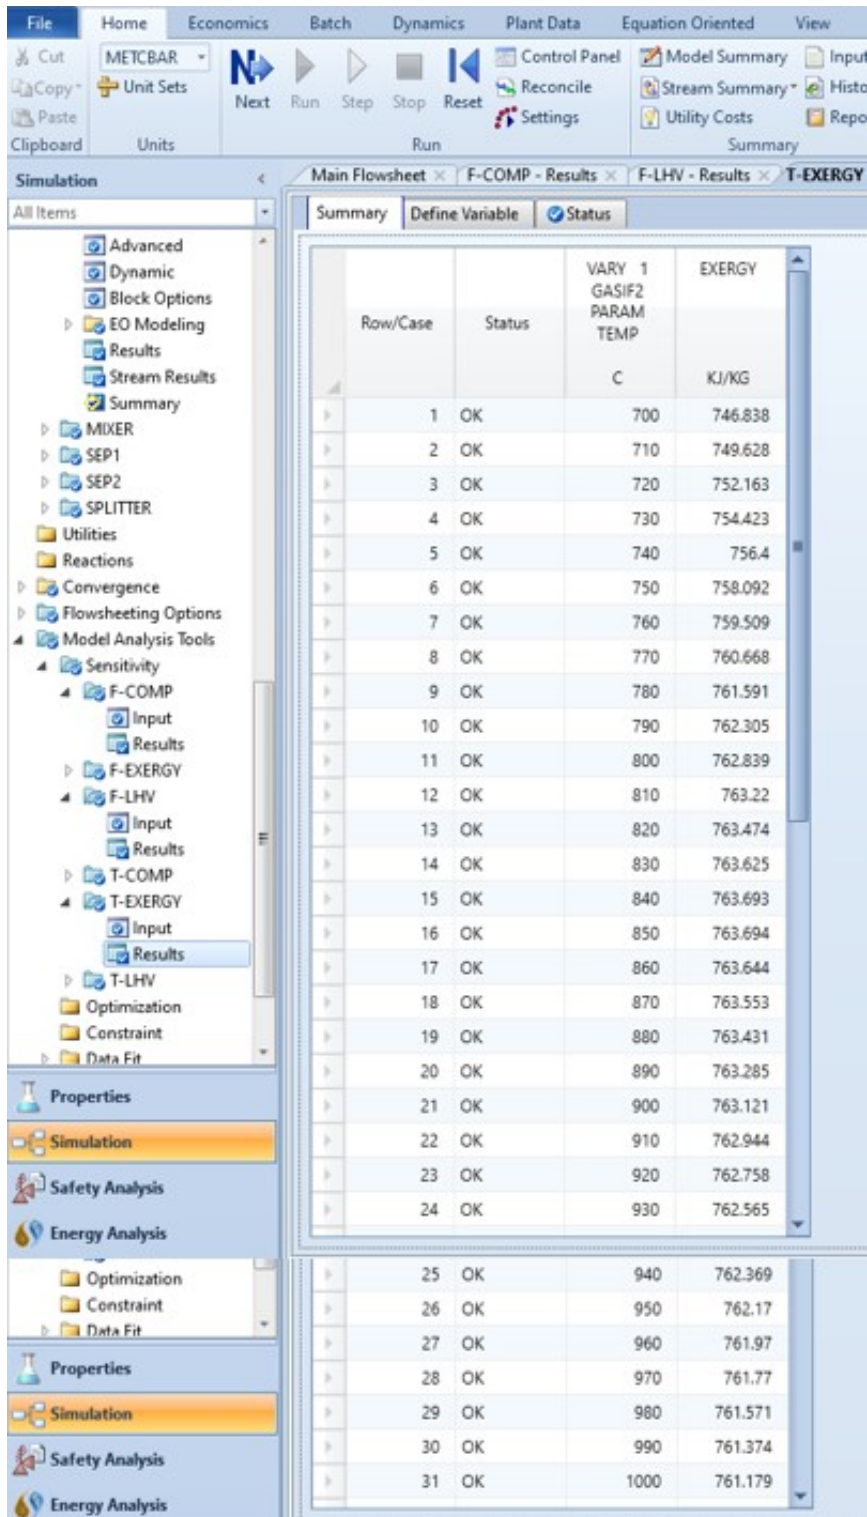 File Home Economics Batch Dynamics Plant Data Equation Oriented View
Cut METCBAR Control Panel Model Summary Input
Copy Unit Sets Next Run Step Stop Reset Reconcile Stream Summary Histo
Paste Settings Utility Costs Repo
Clipboard Units Run Summary
Simulation Main Flowsheet F-COMP - Results F-LHV - Results T-EXERGY
All Items Summary Define Variable Status
Advanced
Dynamic
Block Options
EO Modeling
Results
Stream Results
Summary
MIXER
SEP1
SEP2
SPLITTER
Utilities
Reactions
Convergence
Flowsheeting Options
Model Analysis Tools
Sensitivity
F-COMP
Input
Results
F-EXERGY
F-LHV
Input
Results
T-COMP
T-EXERGY
Input
Results
T-LHV
Optimization
Constraint
Data Fit
Properties
Simulation
Safety Analysis
Energy Analysis
VARY 1 EXERGY
GASIF2
Row/Case Status PARAM
TEMP
C KJ/KG
1 OK 700 746.838
2 OK 710 749.628
3 OK 720 752.163
4 OK 730 754.423
5 OK 740 756.4
6 OK 750 758.092
7 OK 760 759.509
8 OK 770 760.668
9 OK 780 761.591
10 OK 790 762.305
11 OK 800 762.839
12 OK 810 763.22
13 OK 820 763.474
14 OK 830 763.625
15 OK 840 763.693
16 OK 850 763.694
17 OK 860 763.644
18 OK 870 763.553
19 OK 880 763.431
20 OK 890 763.285
21 OK 900 763.121
22 OK 910 762.944
23 OK 920 762.758
24 OK 930 762.565
Optimization
Constraint
Data Fit
Properties
Simulation
Safety Analysis
Energy Analysis
25 OK 940 762.369
26 OK 950 762.17
27 OK 960 761.97
28 OK 970 761.77
29 OK 980 761.571
30 OK 990 761.374
31 OK 1000 761.179